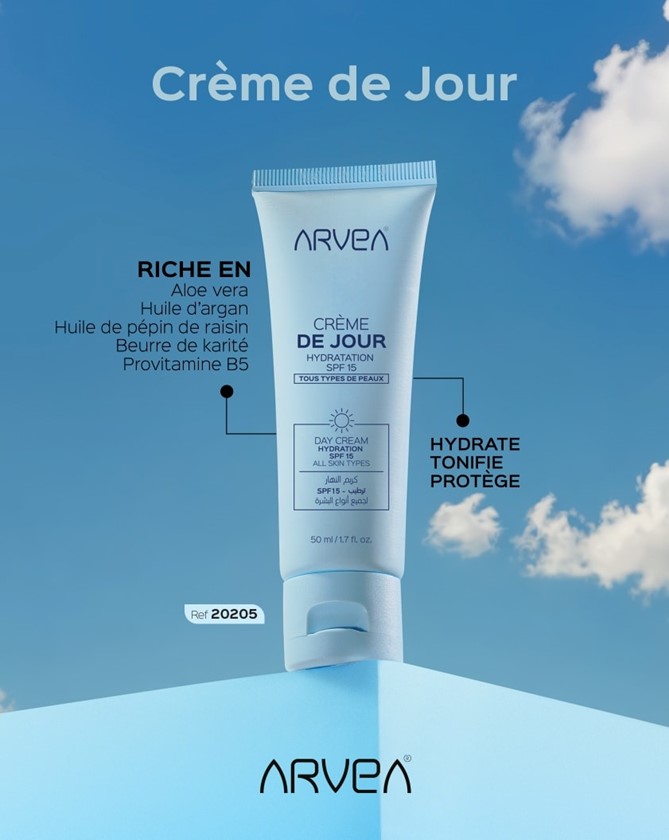 Crème de Jour
ARVEA
RICHE EN
Aloe vera
Huile d'argan
Huile de pépin de raisin
Beurre de karité
Provitamine B5
CRÈME
DE JOUR
HYDRATATION
SPF 15
TOUS TYPES DE PEAUX
DAY CREAM
HYDRATION
SPF 15
ALL SKIN TYPES
كريم النهار
ترطيب - SPF15
لجميع أنواع البشرة
50 ml / 1.7 fl. oz.
HYDRATE
TONIFIE
PROTÈGE
Ref 20205
ARVEA®